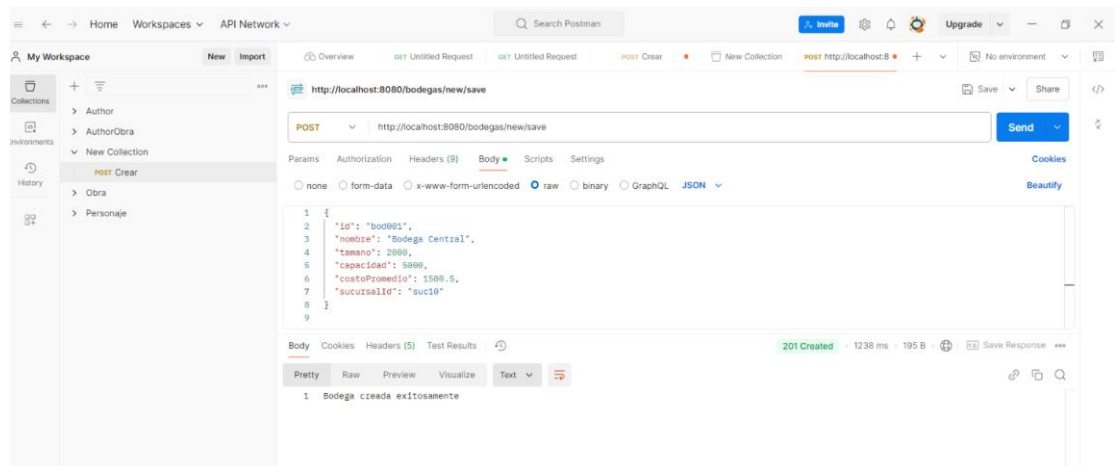 Home Workspaces API Network Search Postman Invite Upgrade
My Workspace New Import Overview GET Untitled Request GET Untitled Request POST Crear New Collection POST http://localhost:8 No environment
Collections
Environments
History
Author
AuthorObra
New Collection
POST Crear
Obra
Personaje
http://localhost:8080/bodegas/new/save Save Share
POST http://localhost:8080/bodegas/new/save Send
Params Authorization Headers (9) Body Scripts Settings Cookies
none form-data x-www-form-urlencoded raw binary GraphQL JSON Beautify
1 {
2 "id": "bod001",
3 "nombre": "Bodega Central",
4 "tamano": 2000,
5 "capacidad": 5000,
6 "costoPromedio": 1500.5,
7 "sucursalId": "suc10"
8 }
9
Body Cookies Headers (5) Test Results 201 Created 1238 ms 195 B Save Response
Pretty Raw Preview Visualize Text
1 Bodega creada exitosamente